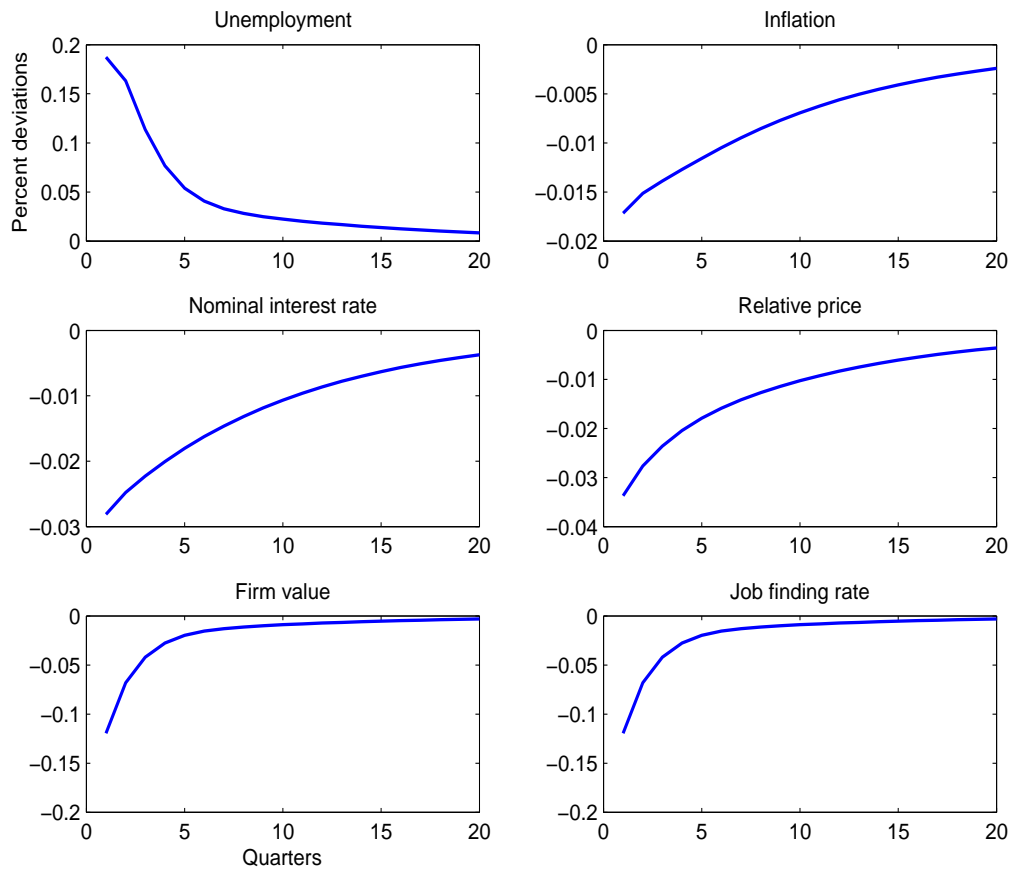 Unemployment
Inflation
Percent deviations
0.2
0.15
0.1
0.05
0
0 5 10 15 20
0
−0.005
−0.01
−0.015
−0.02
0 5 10 15 20
Nominal interest rate
Relative price
0
−0.01
−0.02
−0.03
0 5 10 15 20
0
−0.01
−0.02
−0.03
−0.04
0 5 10 15 20
Firm value
Job finding rate
0
−0.05
−0.1
−0.15
−0.2
0 5 10 15 20
Quarters
0
−0.05
−0.1
−0.15
−0.2
0 5 10 15 20